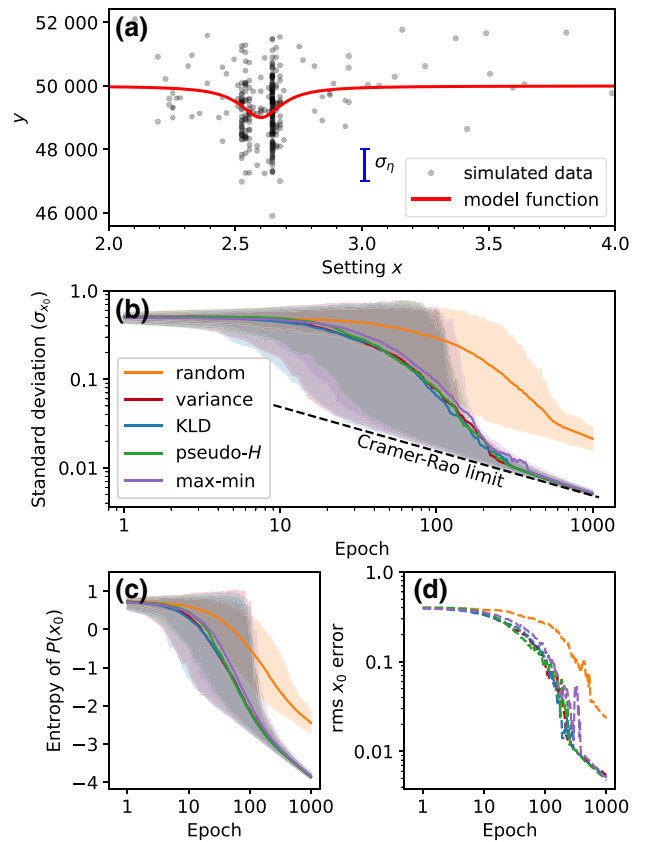 (a)
52 000
50 000
48 000
46 000
y
σ_η
simulated data
model function
2.0 2.5 3.0 3.5 4.0
Setting x
(b)
1.0
0.1
0.01
Standard deviation (σ_{x₀})
random
variance
KLD
pseudo-H
max-min
Cramer-Rao limit
1 10 100 1000
Epoch
(c)
1
0
−1
−2
−3
−4
Entropy of P(x₀)
1 10 100 1000
Epoch
(d)
1.0
0.1
0.01
rms x₀ error
1 10 100 1000
Epoch